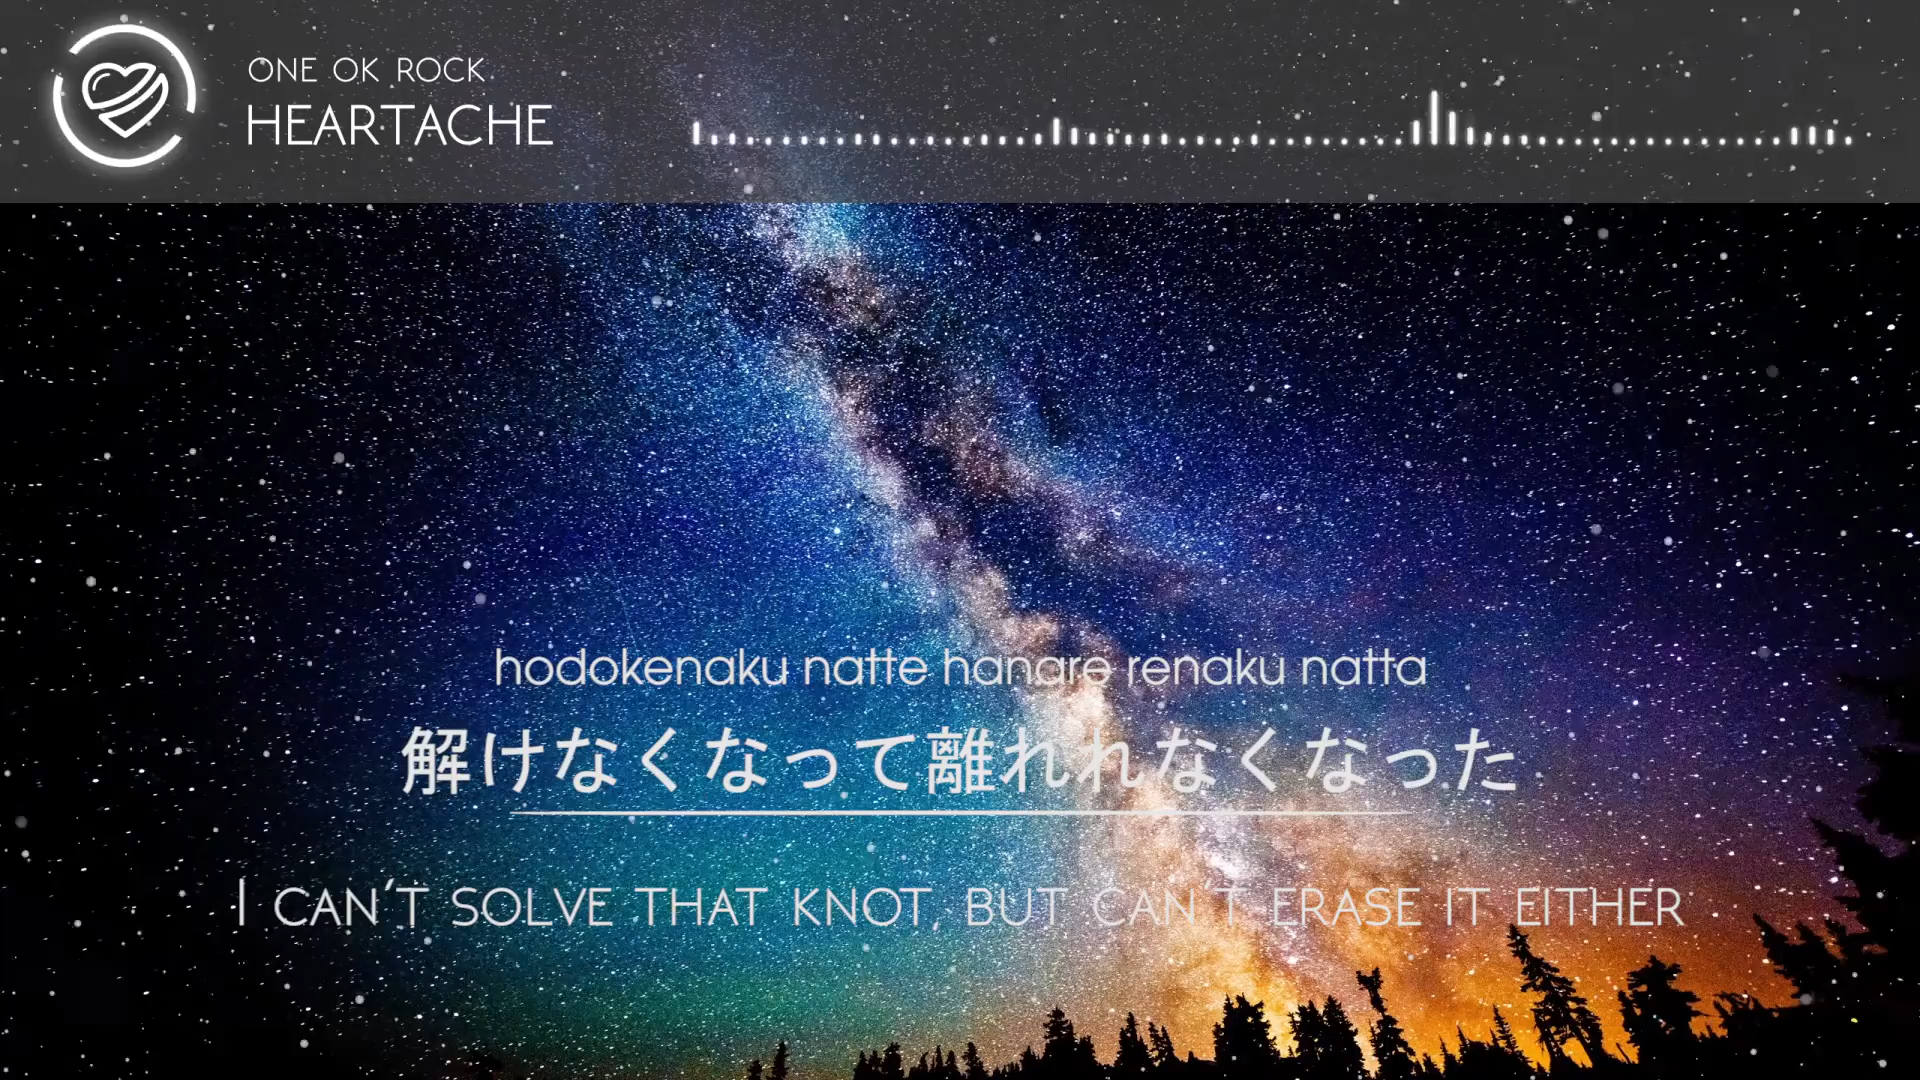 ONE OK ROCK
HEARTACHE
hodokenaku natte hanare renaku natta
解けなくなって離れれなくなった
I CAN'T SOLVE THAT KNOT, BUT CAN'T ERASE IT EITHER